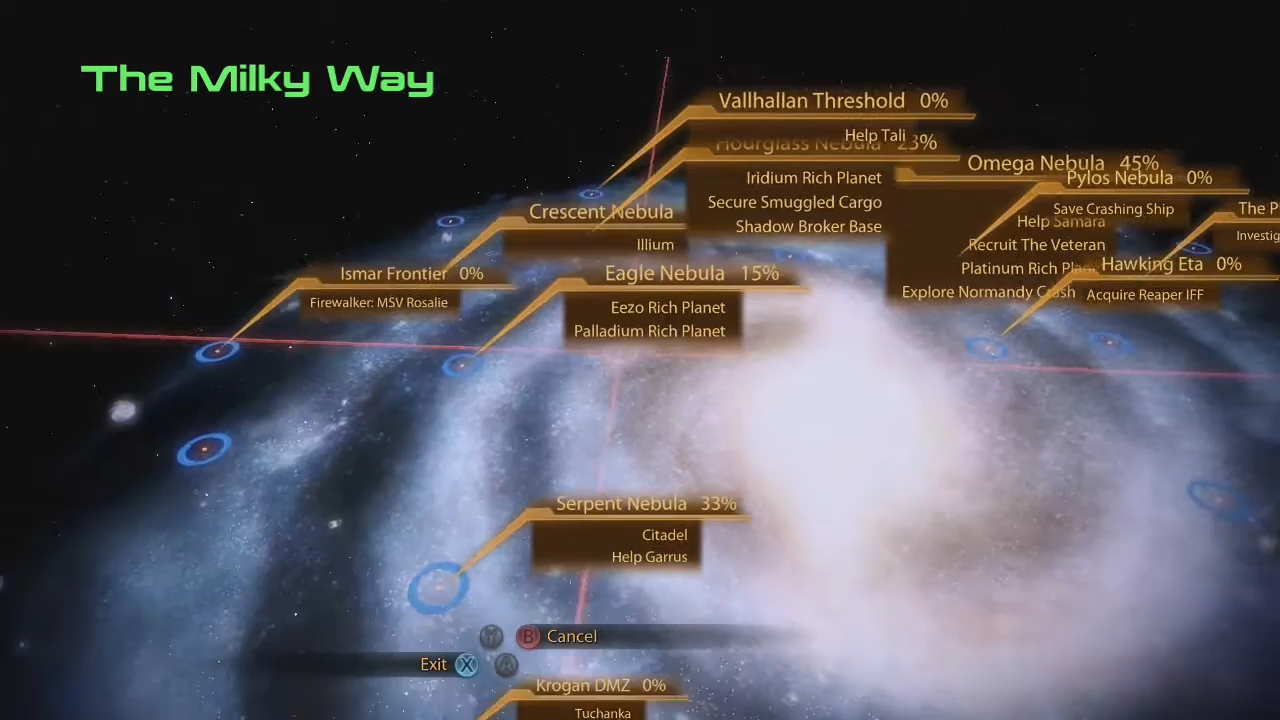 The Milky Way
Vallhallan Threshold 0%
Help Tali
Hourglass Nebula 23%
Iridium Rich Planet
Secure Smuggled Cargo
Shadow Broker Base
Omega Nebula 45%
Help Samara
Recruit The Veteran
Platinum Rich
Explore Normandy Crash
Pylos Nebula 0%
Save Crashing Ship
The P
Investig
Hawking Eta 0%
Acquire Reaper IFF
Crescent Nebula
Illium
Ismar Frontier 0%
Firewalker: MSV Rosalie
Eagle Nebula 15%
Eezo Rich Planet
Palladium Rich Planet
Serpent Nebula 33%
Citadel
Help Garrus
Y B Cancel
Exit X A
Krogan DMZ 0%
Tuchanka